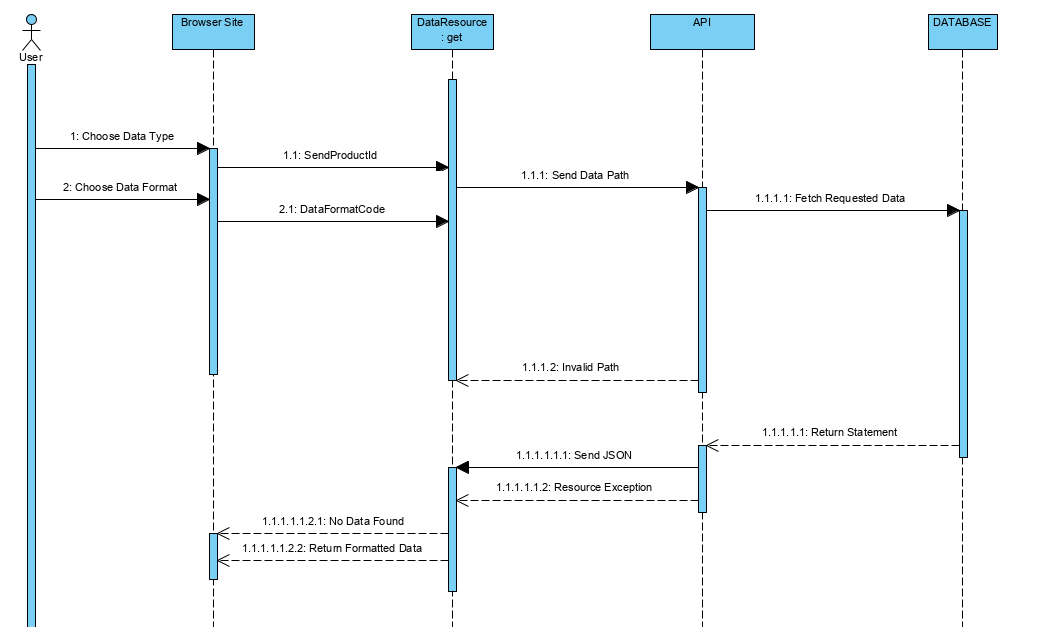 User
Browser Site
DataResource
: get
API
DATABASE
1: Choose Data Type
1.1: SendProductId
1.1.1: Send Data Path
2: Choose Data Format
1.1.1.1: Fetch Requested Data
2.1: DataFormatCode
1.1.1.2: Invalid Path
1.1.1.1.1: Return Statement
1.1.1.1.1.1: Send JSON
1.1.1.1.1.2: Resource Exception
1.1.1.1.1.2.1: No Data Found
1.1.1.1.1.2.2: Return Formatted Data